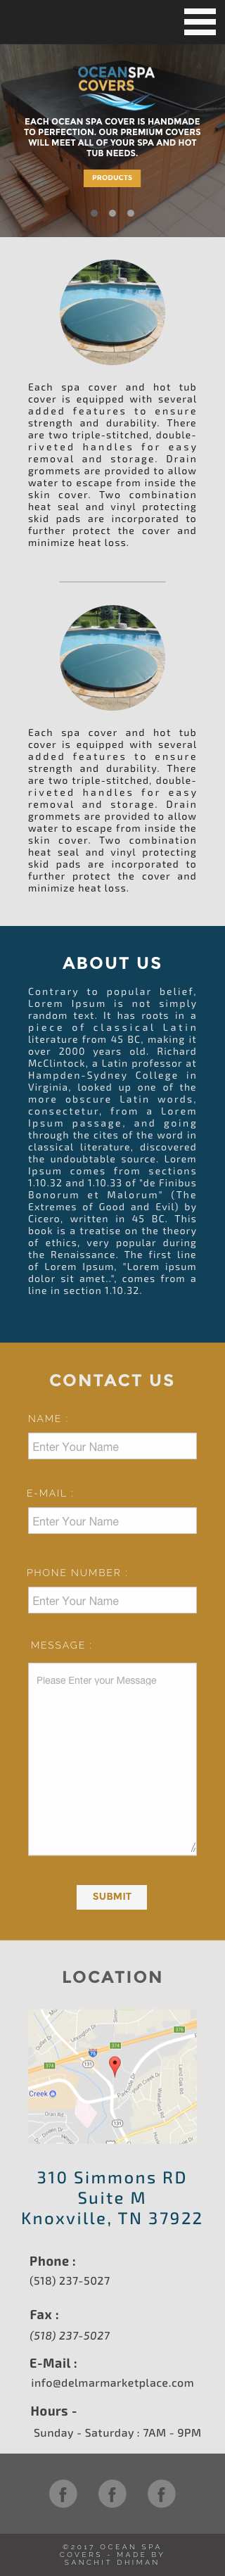 OCEANSPA
COVERS
EACH OCEAN SPA COVER IS HANDMADE
TO PERFECTION. OUR PREMIUM COVERS
WILL MEET ALL OF YOUR SPA AND HOT
TUB NEEDS.
PRODUCTS
Each spa cover and hot tub
cover is equipped with several
added features to ensure
strength and durability. There
are two triple-stitched, double-
riveted handles for easy
removal and storage. Drain
grommets are provided to allow
water to escape from inside the
skin cover. Two combination
heat seal and vinyl protecting
skid pads are incorporated to
further protect the cover and
minimize heat loss.
Each spa cover and hot tub
cover is equipped with several
added features to ensure
strength and durability. There
are two triple-stitched, double-
riveted handles for easy
removal and storage. Drain
grommets are provided to allow
water to escape from inside the
skin cover. Two combination
heat seal and vinyl protecting
skid pads are incorporated to
further protect the cover and
minimize heat loss.
ABOUT US
Contrary to popular belief,
Lorem Ipsum is not simply
random text. It has roots in a
piece of classical Latin
literature from 45 BC, making it
over 2000 years old. Richard
McClintock, a Latin professor at
Hampden-Sydney College in
Virginia, looked up one of the
more obscure Latin words,
consectetur, from a Lorem
Ipsum passage, and going
through the cites of the word in
classical literature, discovered
the undoubtable source. Lorem
Ipsum comes from sections
1.10.32 and 1.10.33 of "de Finibus
Bonorum et Malorum" (The
Extremes of Good and Evil) by
Cicero, written in 45 BC. This
book is a treatise on the theory
of ethics, very popular during
the Renaissance. The first line
of Lorem Ipsum, "Lorem ipsum
dolor sit amet..", comes from a
line in section 1.10.32.
CONTACT US
NAME :
Enter Your Name
E-MAIL :
Enter Your Name
PHONE NUMBER :
Enter Your Name
MESSAGE :
Please Enter your Message
SUBMIT
LOCATION
Creek
131
131
310 Simmons RD
Suite M
Knoxville, TN 37922
Phone :
(518) 237-5027
Fax :
(518) 237-5027
E-Mail :
info@delmarmarketplace.com
Hours -
Sunday - Saturday : 7AM - 9PM
©2017 OCEAN SPA
COVERS - MADE BY
SANCHIT DHIMAN